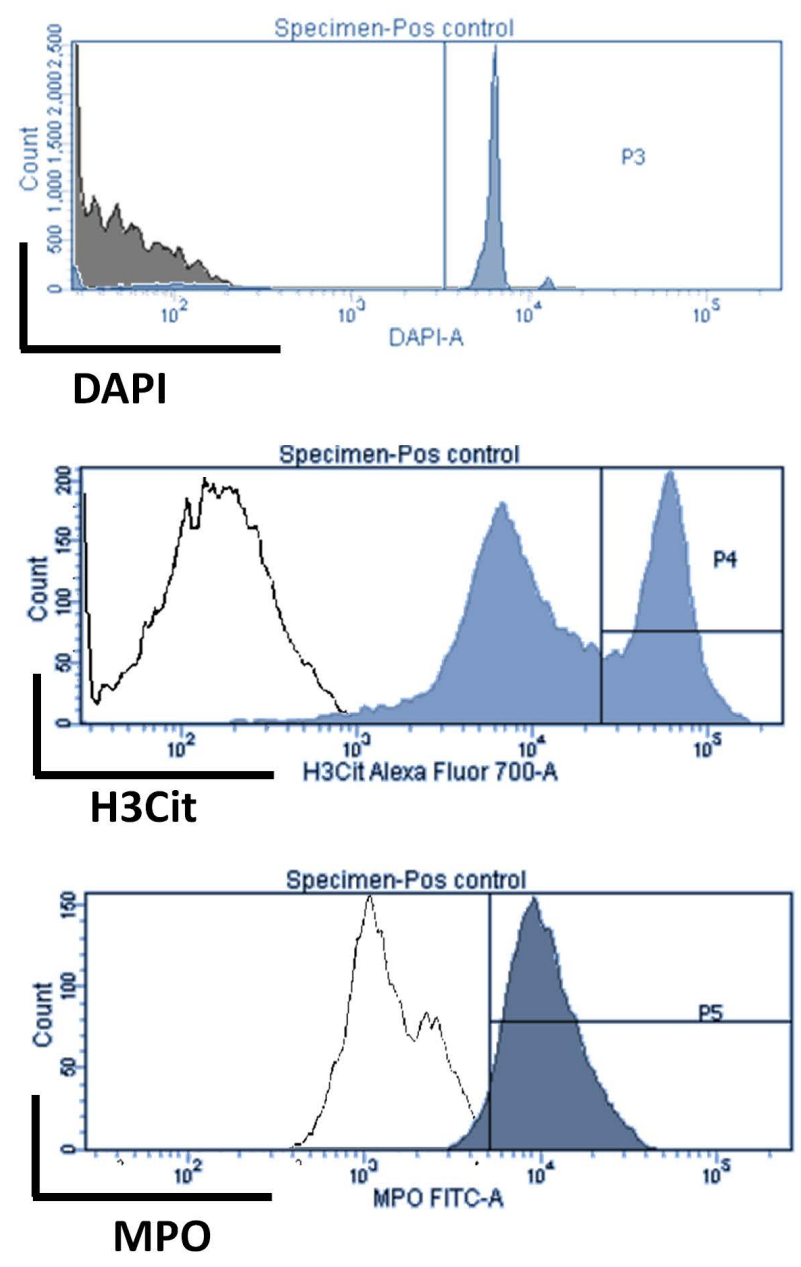 Specimen-Pos control
Count
0 500 1,000 1,500 2,000 2,500
P3
10² 10³ 10⁴ 10⁵
DAPI-A
DAPI
Specimen-Pos control
Count
0 50 100 150 200
P4
10² 10³ 10⁴ 10⁵
H3Cit Alexa Fluor 700-A
H3Cit
Specimen-Pos control
Count
0 50 100 150
P5
10² 10³ 10⁴ 10⁵
MPO FITC-A
MPO